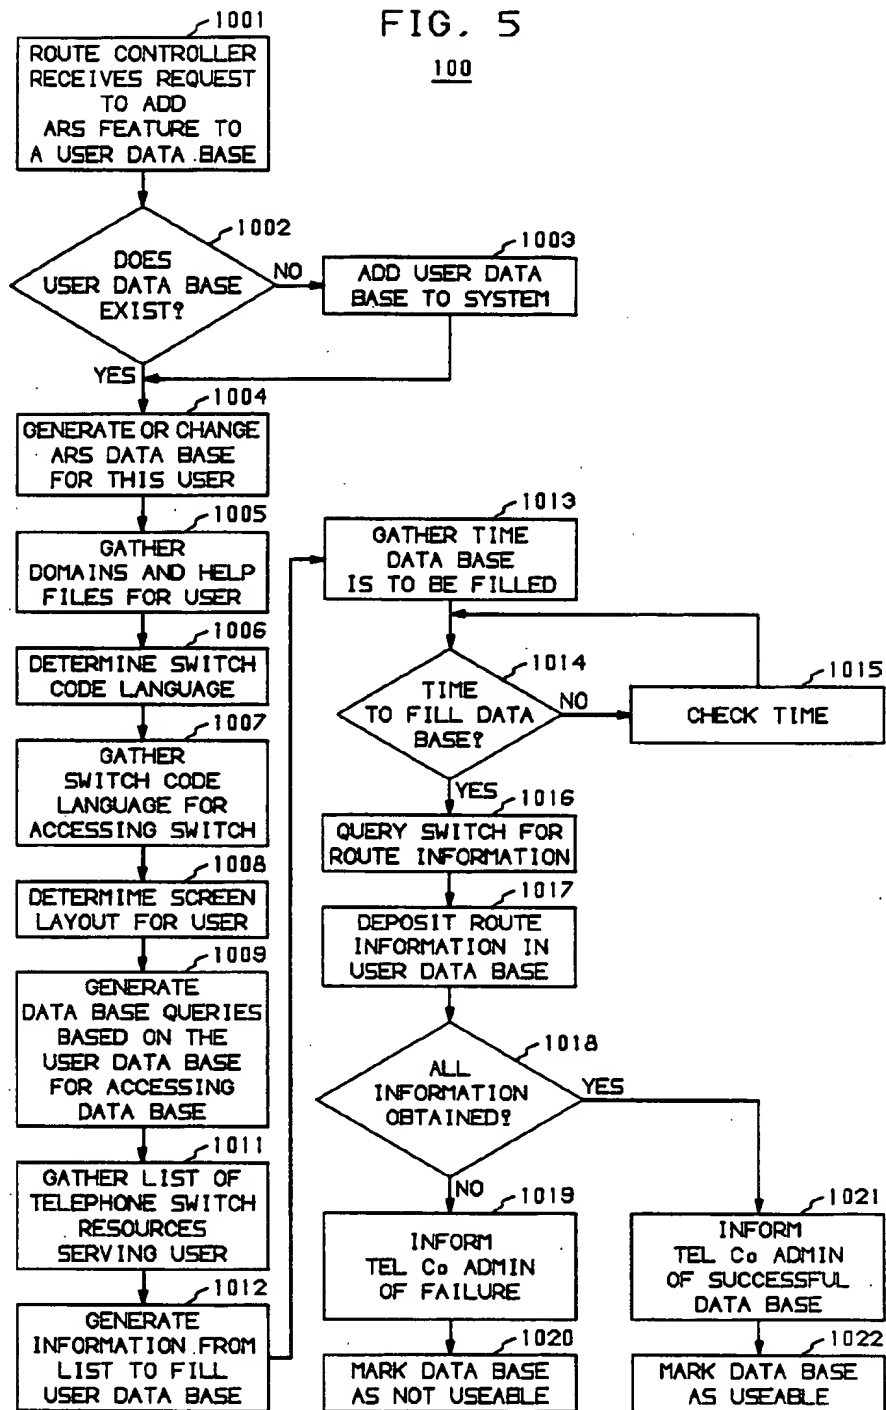 FIG. 5
100
1001
ROUTE CONTROLLER
RECEIVES REQUEST
TO ADD
ARS FEATURE TO
A USER DATA BASE
1002
DOES
USER DATA BASE
EXIST?
NO
YES
1003
ADD USER DATA
BASE TO SYSTEM
1004
GENERATE OR CHANGE
ARS DATA BASE
FOR THIS USER
1005
GATHER
DOMAINS AND HELP
FILES FOR USER
1006
DETERMINE SWITCH
CODE LANGUAGE
1007
GATHER
SWITCH CODE
LANGUAGE FOR
ACCESSING SWITCH
1008
DETERMIME SCREEN
LAYOUT FOR USER
1009
GENERATE
DATA BASE QUERIES
BASED ON THE
USER DATA BASE
FOR ACCESSING
DATA BASE
1011
GATHER LIST OF
TELEPHONE SWITCH
RESOURCES
SERVING USER
1012
GENERATE
INFORMATION FROM
LIST TO FILL
USER DATA BASE
1013
GATHER TIME
DATA BASE
IS TO BE FILLED
1014
TIME
TO FILL DATA
BASE?
NO
YES
1015
CHECK TIME
1016
QUERY SWITCH FOR
ROUTE INFORMATION
1017
DEPOSIT ROUTE
INFORMATION IN
USER DATA BASE
1018
ALL
INFORMATION
OBTAINED?
YES
NO
1019
INFORM
TEL Co ADMIN
OF FAILURE
1020
MARK DATA BASE
AS NOT USEABLE
1021
INFORM
TEL Co ADMIN
OF SUCCESSFUL
DATA BASE
1022
MARK DATA BASE
AS USEABLE